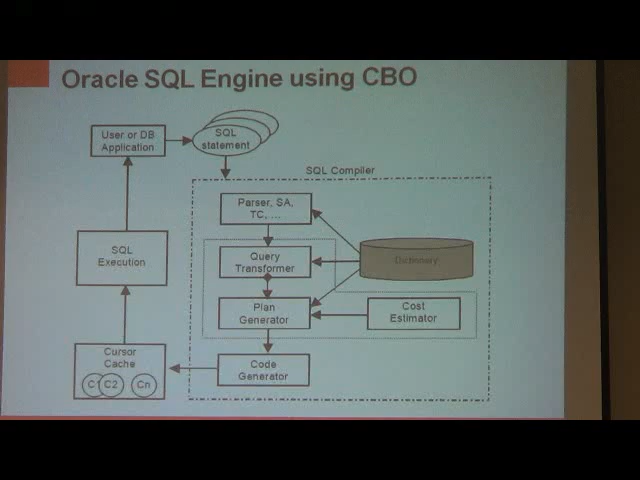 Oracle SQL Engine using CBO
User or DB
Application
SQL
statement
SQL Compiler
Parser, SA,
TC, ...
SQL
Execution
Query
Transformer
Dictionary
Plan
Generator
Cost
Estimator
Cursor
Cache
C1 C2 Cn
Code
Generator